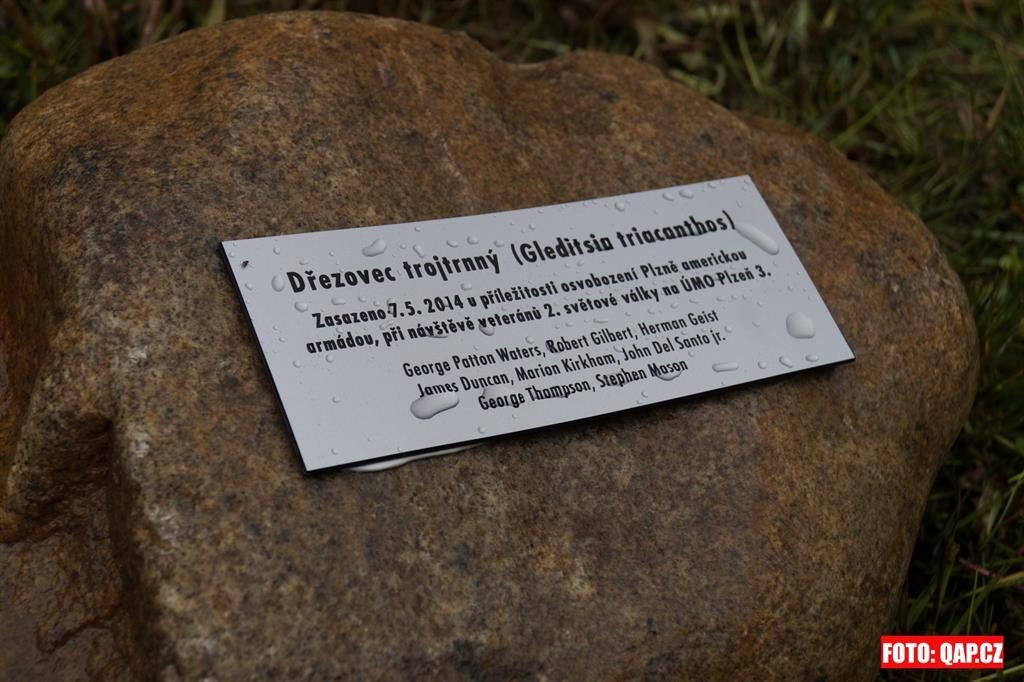 Dřezovec trojtrnný (Gleditsia triacanthos)
Zasazeno 7.5. 2014 u příležitosti osvobození Plzně americkou
armádou, při návštěvě veteránů 2. světové války na ÚMO Plzeň 3.
George Patton Waters, Robert Gilbert, Herman Geist
James Duncan, Marion Kirkham, John Del Santo jr.
George Thompson, Stephen Mason
FOTO: QAP.CZ